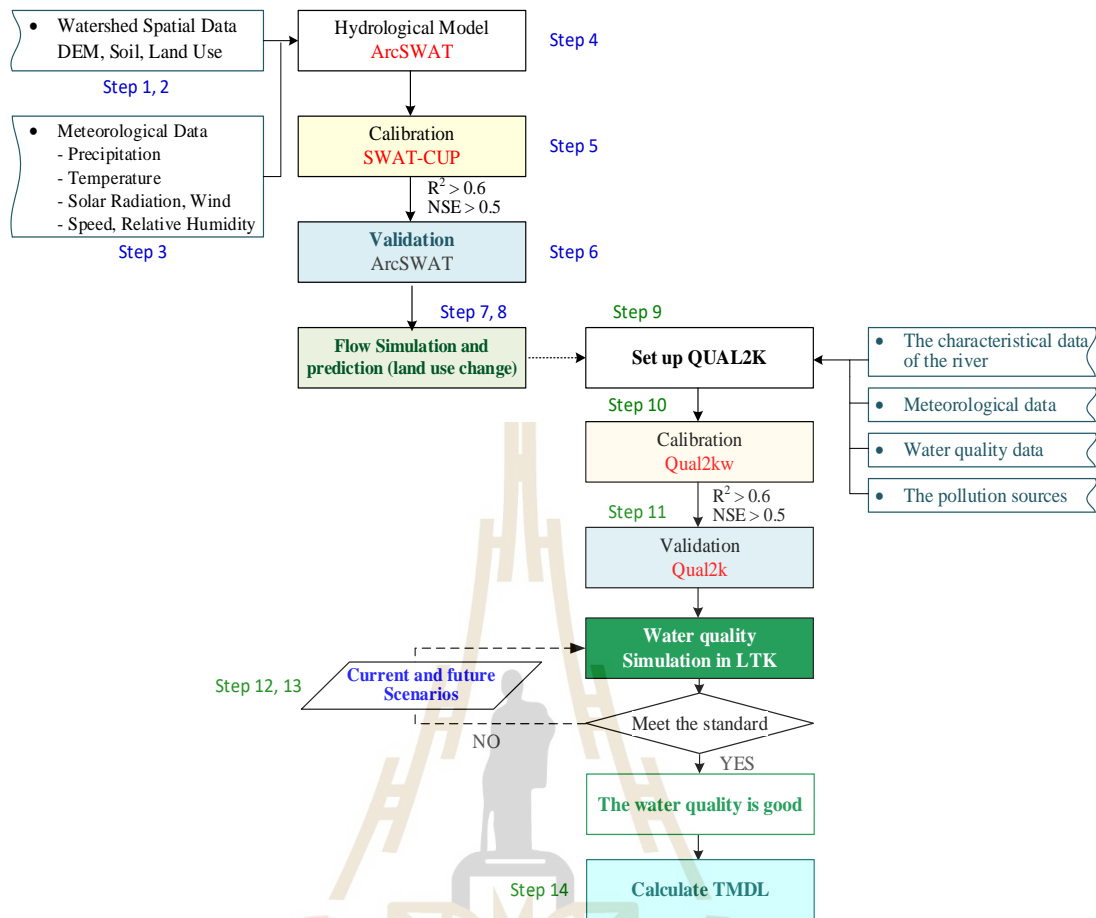 • Watershed Spatial Data
DEM, Soil, Land Use
Step 1, 2
Hydrological Model
ArcSWAT
Step 4
• Meteorological Data
- Precipitation
- Temperature
- Solar Radiation, Wind
- Speed, Relative Humidity
Step 3
Calibration
SWAT-CUP
Step 5
R² > 0.6
NSE > 0.5
Validation
ArcSWAT
Step 6
Step 7, 8
Flow Simulation and
prediction (land use change)
Step 9
Set up QUAL2K
• The characteristical data
of the river
• Meteorological data
• Water quality data
• The pollution sources
Step 10
Calibration
Qual2kw
R² > 0.6
NSE > 0.5
Step 11
Validation
Qual2k
Water quality
Simulation in LTK
Step 12, 13
Current and future
Scenarios
Meet the standard
NO
YES
The water quality is good
Step 14
Calculate TMDL